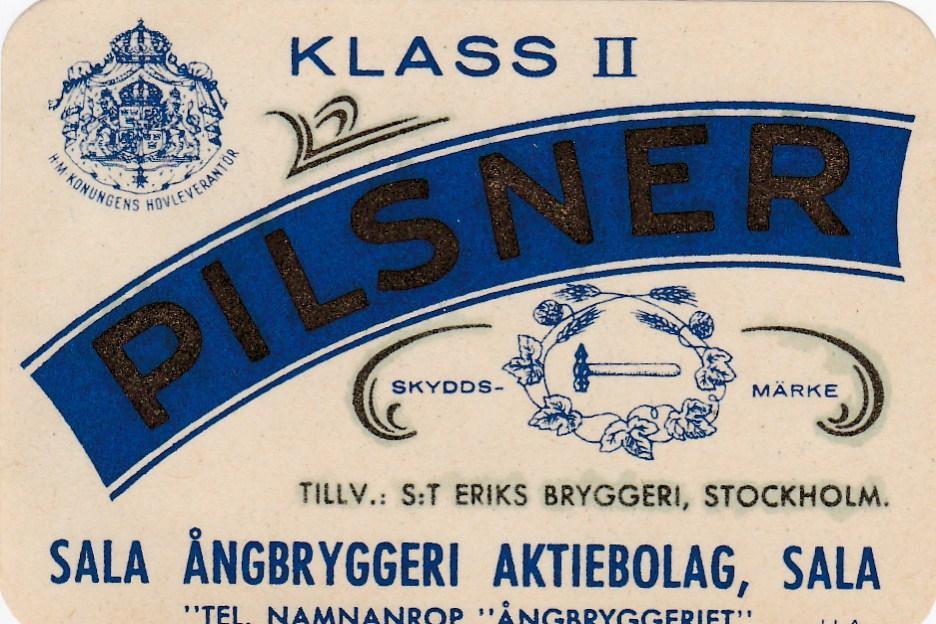 KLASS II
H·M·KONUNGENS HOVLEVERANTÖR
PILSNER
SKYDDS- MÄRKE
TILLV.: S:T ERIKS BRYGGERI, STOCKHOLM.
SALA ÅNGBRYGGERI AKTIEBOLAG, SALA
"TEL. NAMNANROP "ÅNGBRYGGERIET"